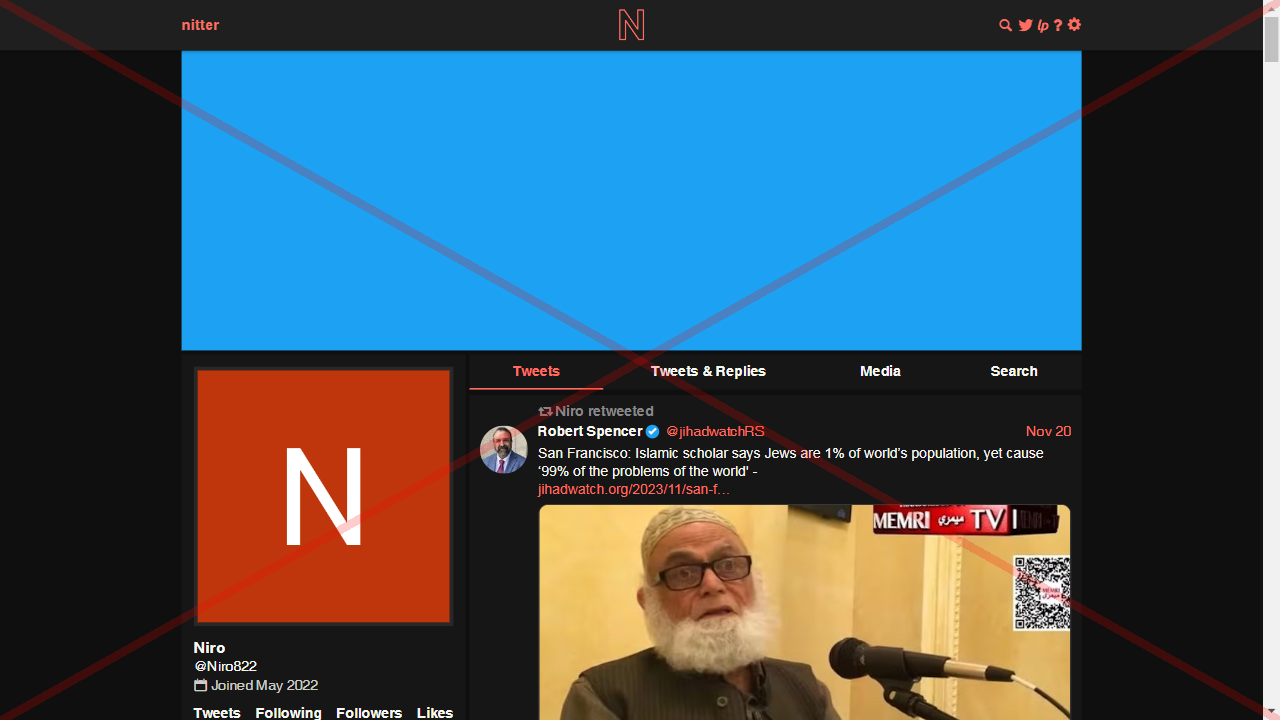 nitter
N
lp ?
Tweets
Tweets & Replies
Media
Search
Niro retweeted
Robert Spencer @jihadwatchRS Nov 20
San Francisco: Islamic scholar says Jews are 1% of world's population, yet cause
‘99% of the problems of the world' -
jihadwatch.org/2023/11/san-f…
MEMRI ميمري TV
MEMRI
N
Niro
@Niro822
Joined May 2022
Tweets Following Followers Likes